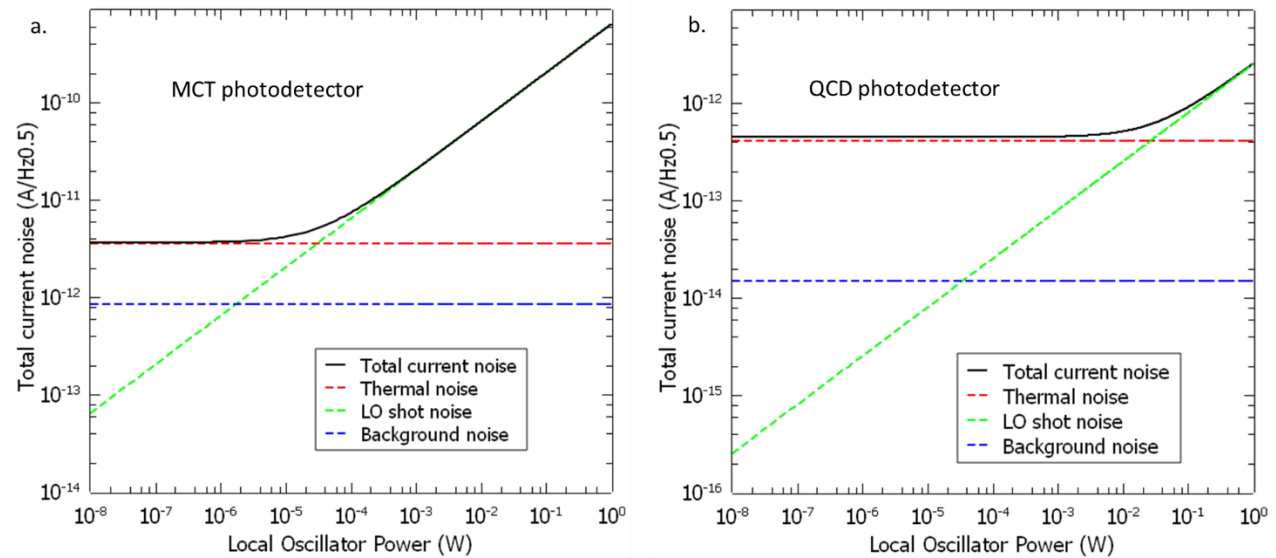 a.
MCT photodetector
Total current noise (A/Hz0.5)
10⁻¹⁰
10⁻¹¹
10⁻¹²
10⁻¹³
10⁻¹⁴
Total current noise
Thermal noise
LO shot noise
Background noise
10⁻⁸ 10⁻⁷ 10⁻⁶ 10⁻⁵ 10⁻⁴ 10⁻³ 10⁻² 10⁻¹ 10⁰
Local Oscillator Power (W)
b.
QCD photodetector
Total current noise (A/Hz0.5)
10⁻¹²
10⁻¹³
10⁻¹⁴
10⁻¹⁵
10⁻¹⁶
Total current noise
Thermal noise
LO shot noise
Background noise
10⁻⁸ 10⁻⁷ 10⁻⁶ 10⁻⁵ 10⁻⁴ 10⁻³ 10⁻² 10⁻¹ 10⁰
Local Oscillator Power (W)